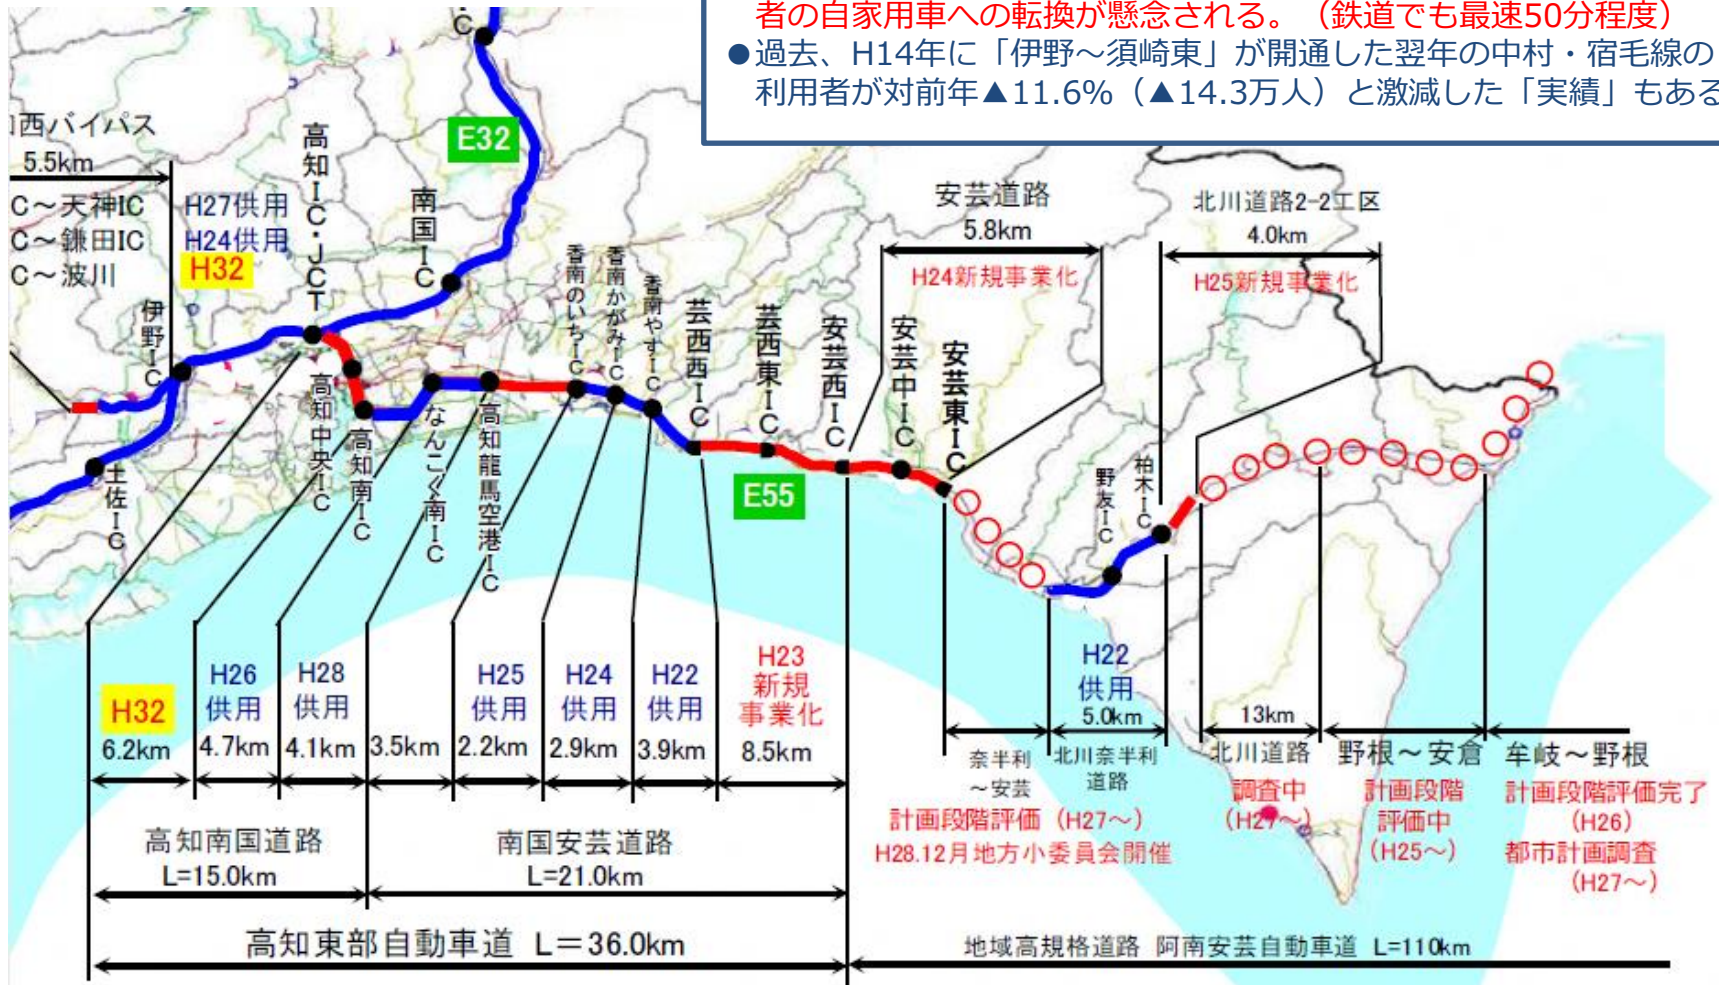 者の自家用車への転換が懸念される。（鉄道でも最速50分程度）
●過去、H14年に「伊野～須崎東」が開通した翌年の中村・宿毛線の
利用者が対前年▲11.6%（▲14.3万人）と激減した「実績」もある
西バイパス
5.5km
C～天神IC
C～鎌田IC
C～波川
H27供用
H24供用
H32
IC
E32
高知IC・JCT
南国IC
伊野IC
土佐IC
高知中央IC
高知南IC
なんこく南IC
高知龍馬空港IC
香南のいちIC
香南かがみIC
香南やすIC
芸西西IC
芸西東IC
安芸西IC
安芸中IC
安芸東IC
E55
安芸道路
5.8km
H24新規事業化
北川道路2-2工区
4.0km
H25新規事業化
野友IC
柏木IC
H32
6.2km
H26
供用
4.7km
H28
供用
4.1km
3.5km
H25
供用
2.2km
H24
供用
2.9km
H22
供用
3.9km
H23
新規
事業化
8.5km
奈半利
～安芸
計画段階評価（H27～）
H28.12月地方小委員会開催
H22
供用
5.0km
北川奈半利
道路
13km
北川道路
調査中
（H27～）
野根～安倉
計画段階
評価中
（H25～）
牟岐～野根
計画段階評価完了
（H26）
都市計画調査
（H27～）
高知南国道路
L=15.0km
南国安芸道路
L=21.0km
高知東部自動車道 L＝36.0km
地域高規格道路 阿南安芸自動車道 L=110km